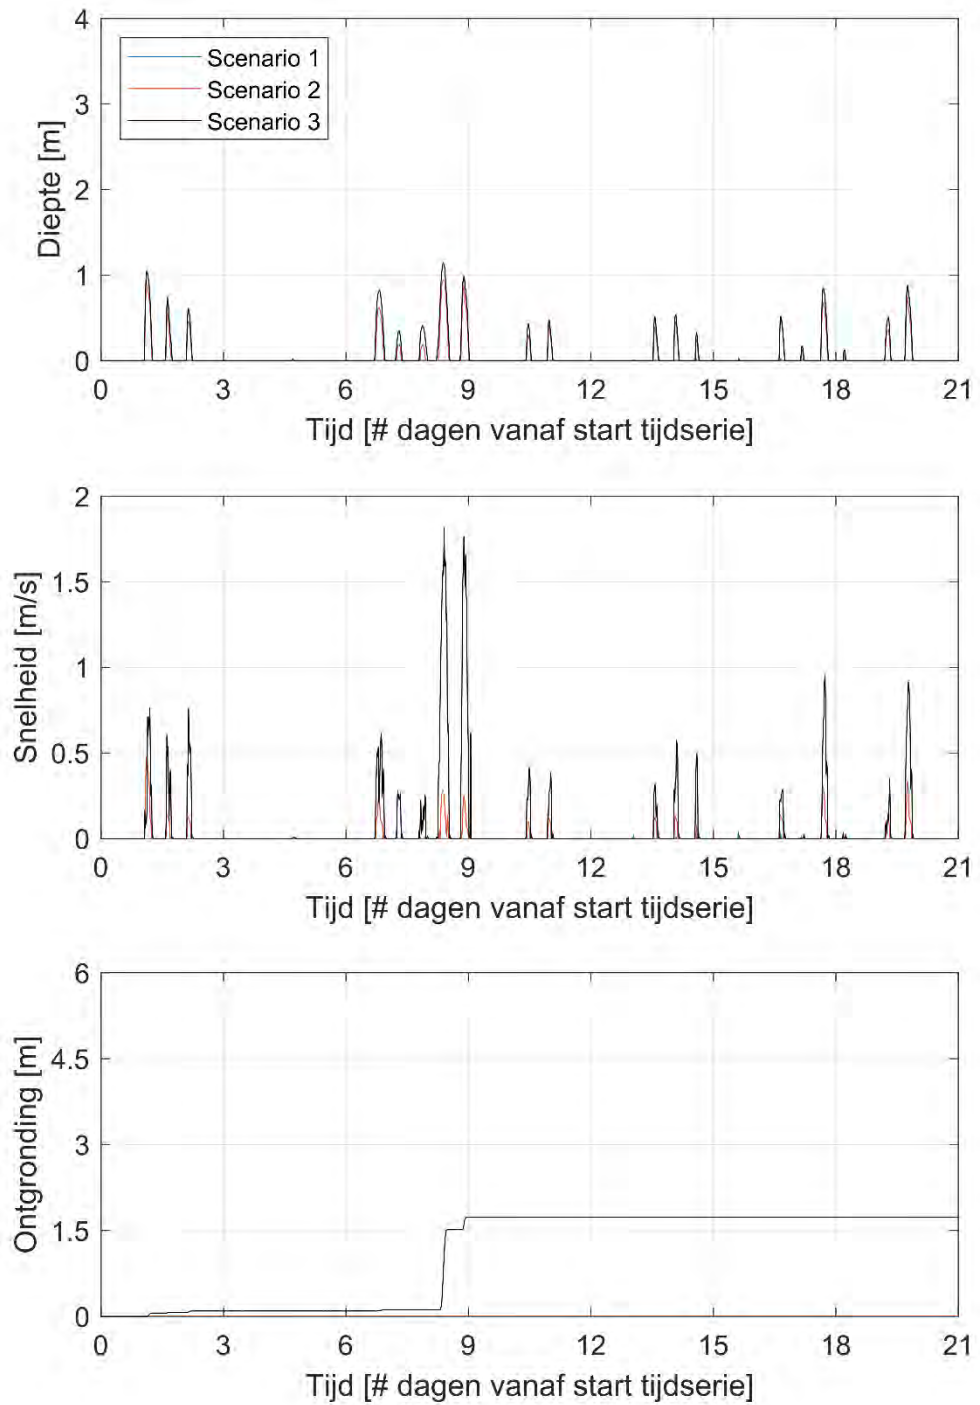 4
3
2
1
0
Diepte [m]
Scenario 1
Scenario 2
Scenario 3
0 3 6 9 12 15 18 21
Tijd [# dagen vanaf start tijdserie]
2
1.5
1
0.5
0
Snelheid [m/s]
0 3 6 9 12 15 18 21
Tijd [# dagen vanaf start tijdserie]
6
4.5
3
1.5
0
Ontgronding [m]
0 3 6 9 12 15 18 21
Tijd [# dagen vanaf start tijdserie]